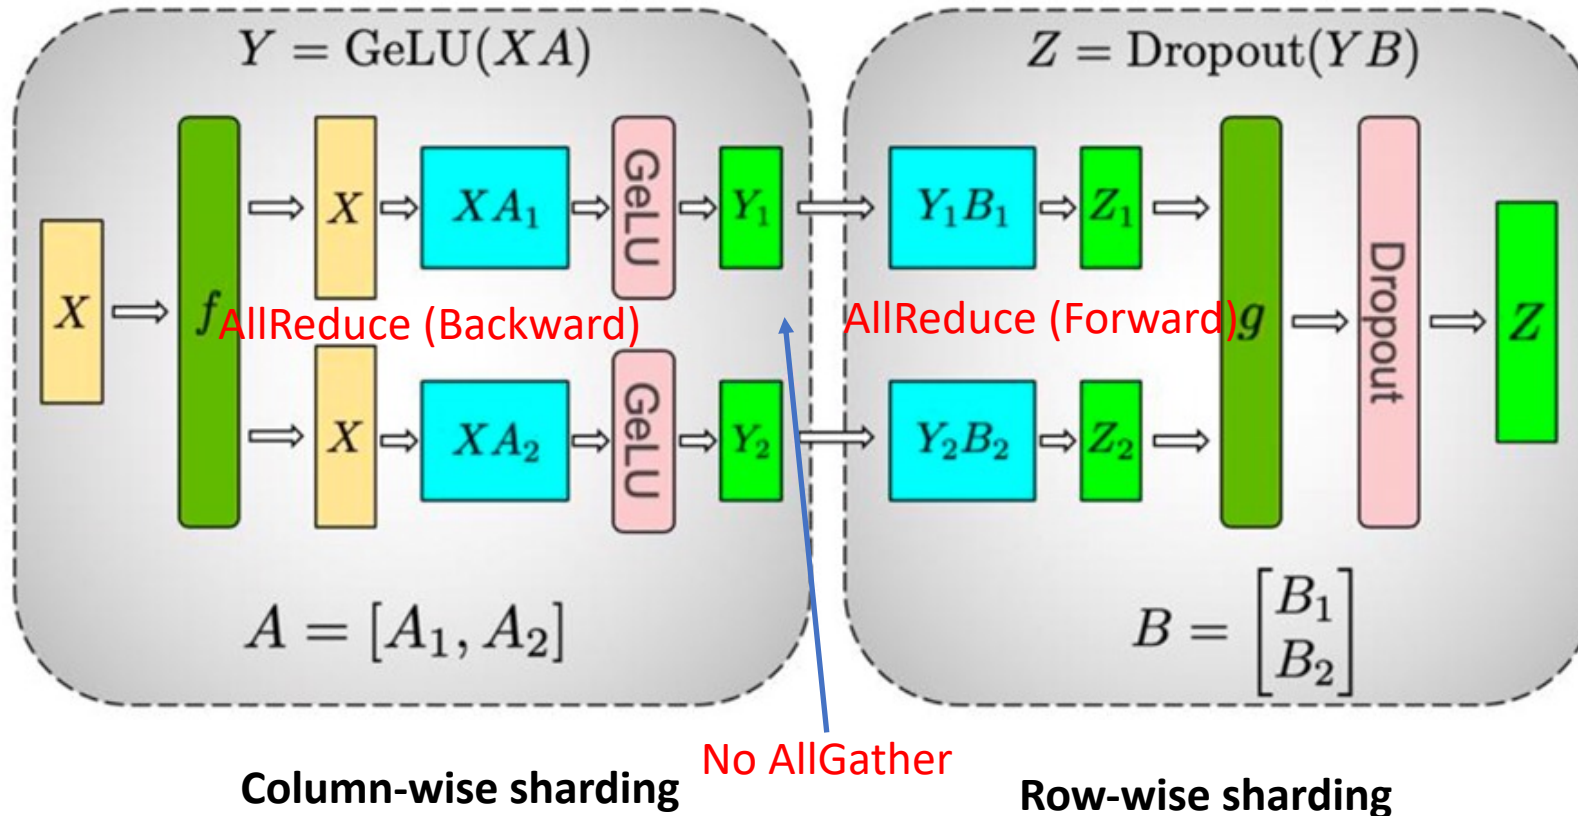 Y = GeLU(XA)
X
f
X
XA₁
GeLU
Y₁
AllReduce (Backward)
X
XA₂
GeLU
Y₂
A = [A₁, A₂]
Column-wise sharding
No AllGather
Z = Dropout(YB)
Y₁B₁
Z₁
AllReduce (Forward)
g
Dropout
Z
Y₂B₂
Z₂
B = [B₁
B₂]
Row-wise sharding